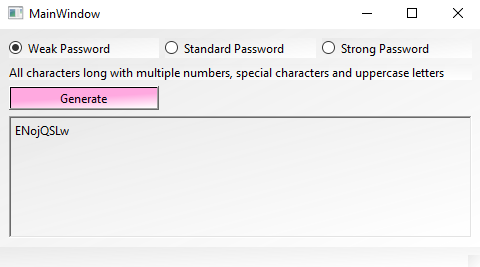 MainWindow
Weak Password
Standard Password
Strong Password
All characters long with multiple numbers, special characters and uppercase letters
Generate
ENojQSLw